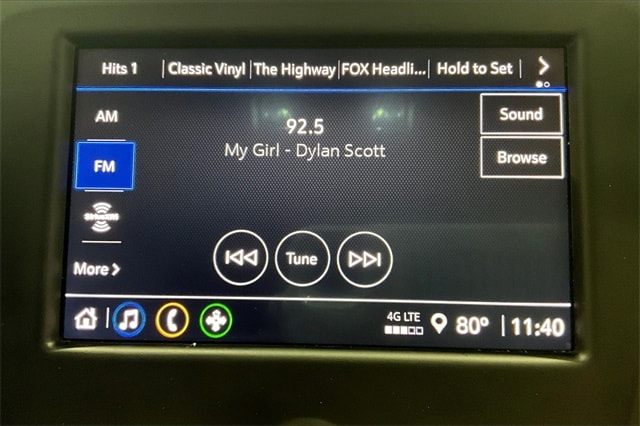 Hits 1 | Classic Vinyl | The Highway | FOX Headli... | Hold to Set |
AM
92.5
Sound
My Girl - Dylan Scott
FM
Browse
SiriusXM
Tune
More
4G LTE
80° | 11:40